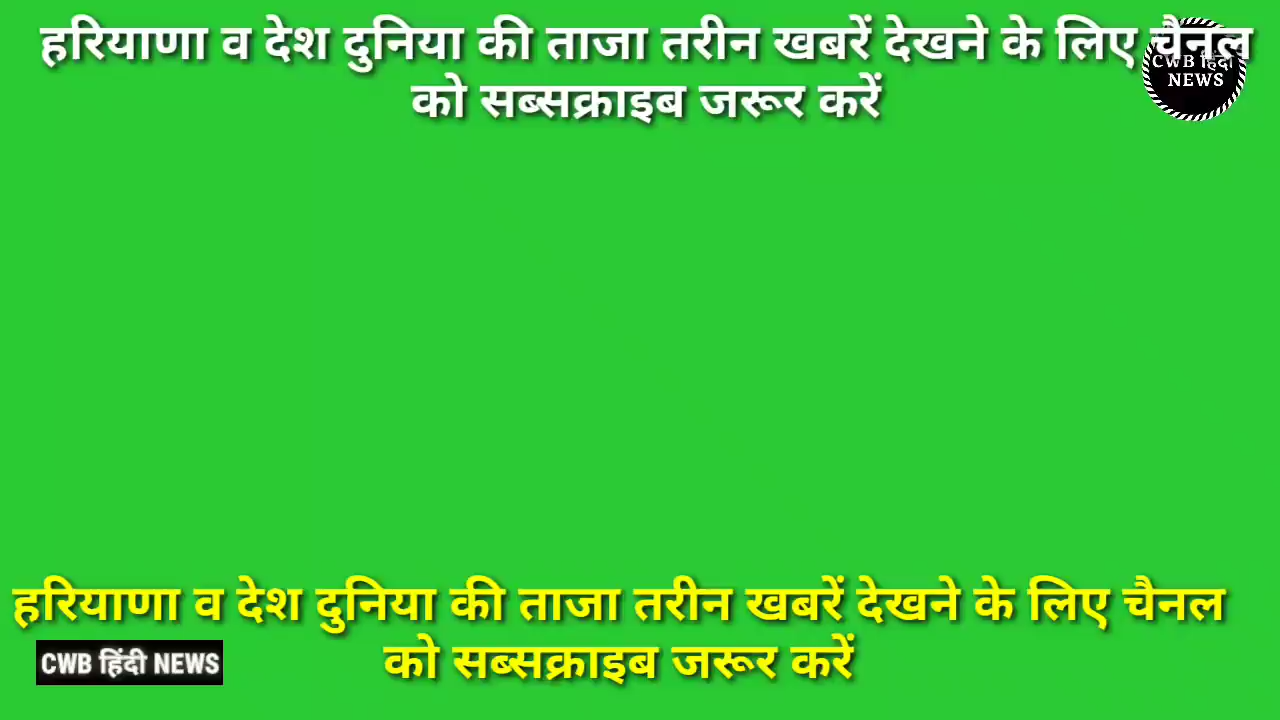 हरियाणा व देश दुनिया की ताजा तरीन खबरें देखने के लिए चैनल
को सब्सक्राइब जरूर करें
CWB हिंदी
NEWS
हरियाणा व देश दुनिया की ताजा तरीन खबरें देखने के लिए चैनल
को सब्सक्राइब जरूर करें
CWB हिंदी NEWS